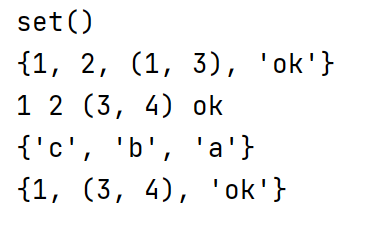 set()
{1, 2, (1, 3), 'ok'}
1 2 (3, 4) ok
{'c', 'b', 'a'}
{1, (3, 4), 'ok'}